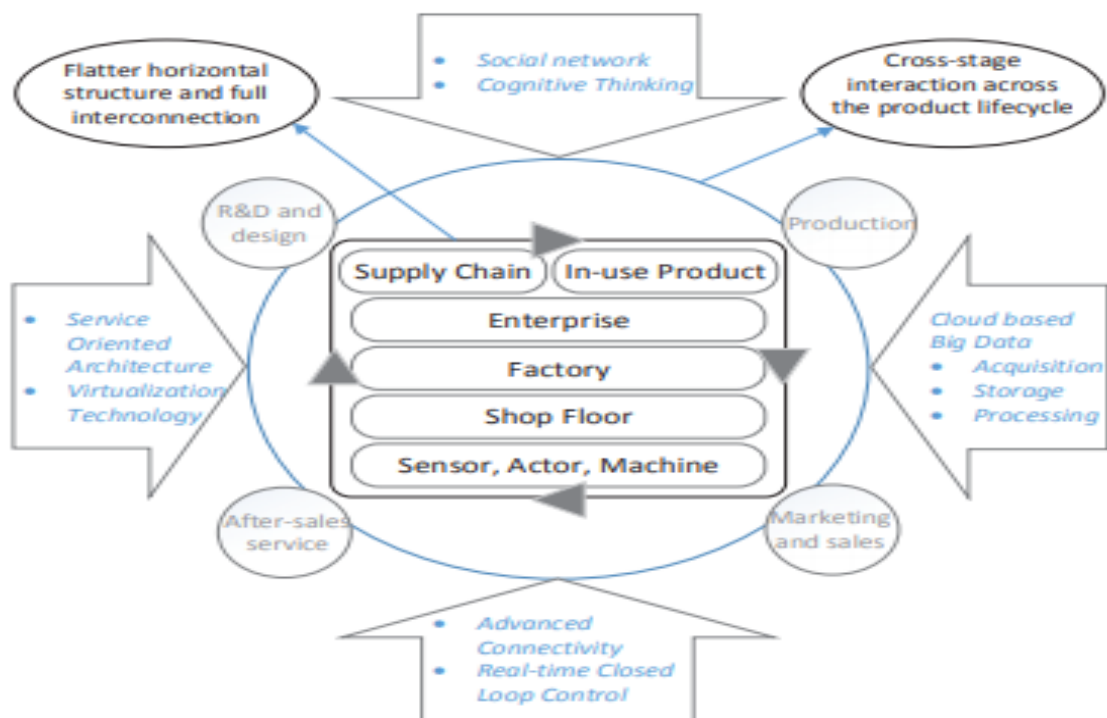 Flatter horizontal
structure and full
interconnection
• Social network
• Cognitive Thinking
Cross-stage
interaction across
the product lifecycle
R&D and
design
Production
Supply Chain
In-use Product
Enterprise
Factory
Shop Floor
Sensor, Actor, Machine
• Service
Oriented
Architecture
• Virtualization
Technology
Cloud based
Big Data
• Acquisition
• Storage
• Processing
After-sales
service
Marketing
and sales
• Advanced
Connectivity
• Real-time Closed
Loop Control